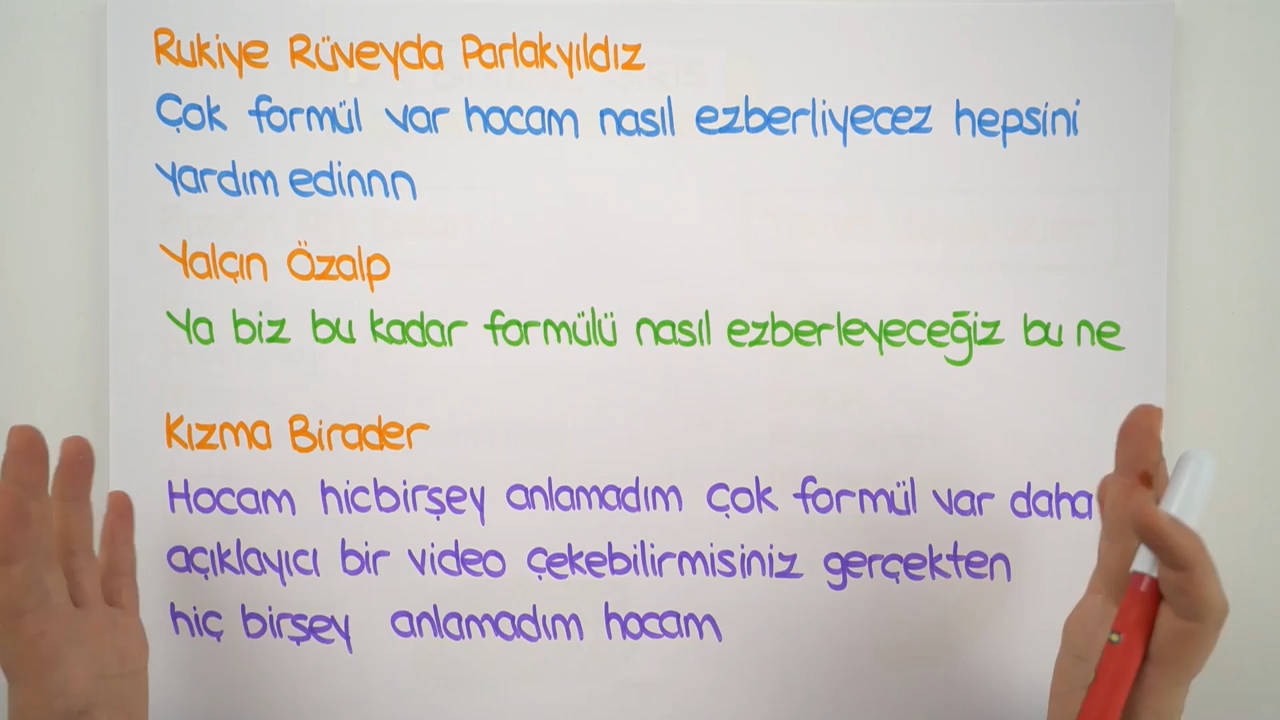 Rukiye Rüveyda Parlakyıldız
Çok formül var hocam nasıl ezberliyecez hepsini
yardım edinnn
Yalçın Özalp
Ya biz bu kadar formülü nasıl ezberleyeceğiz bu ne
Kızma Birader
Hocam hicbirşey anlamadım çok formül var daha
açıklayıcı bir video çekebilirmisiniz gerçekten
hiç birşey anlamadım hocam